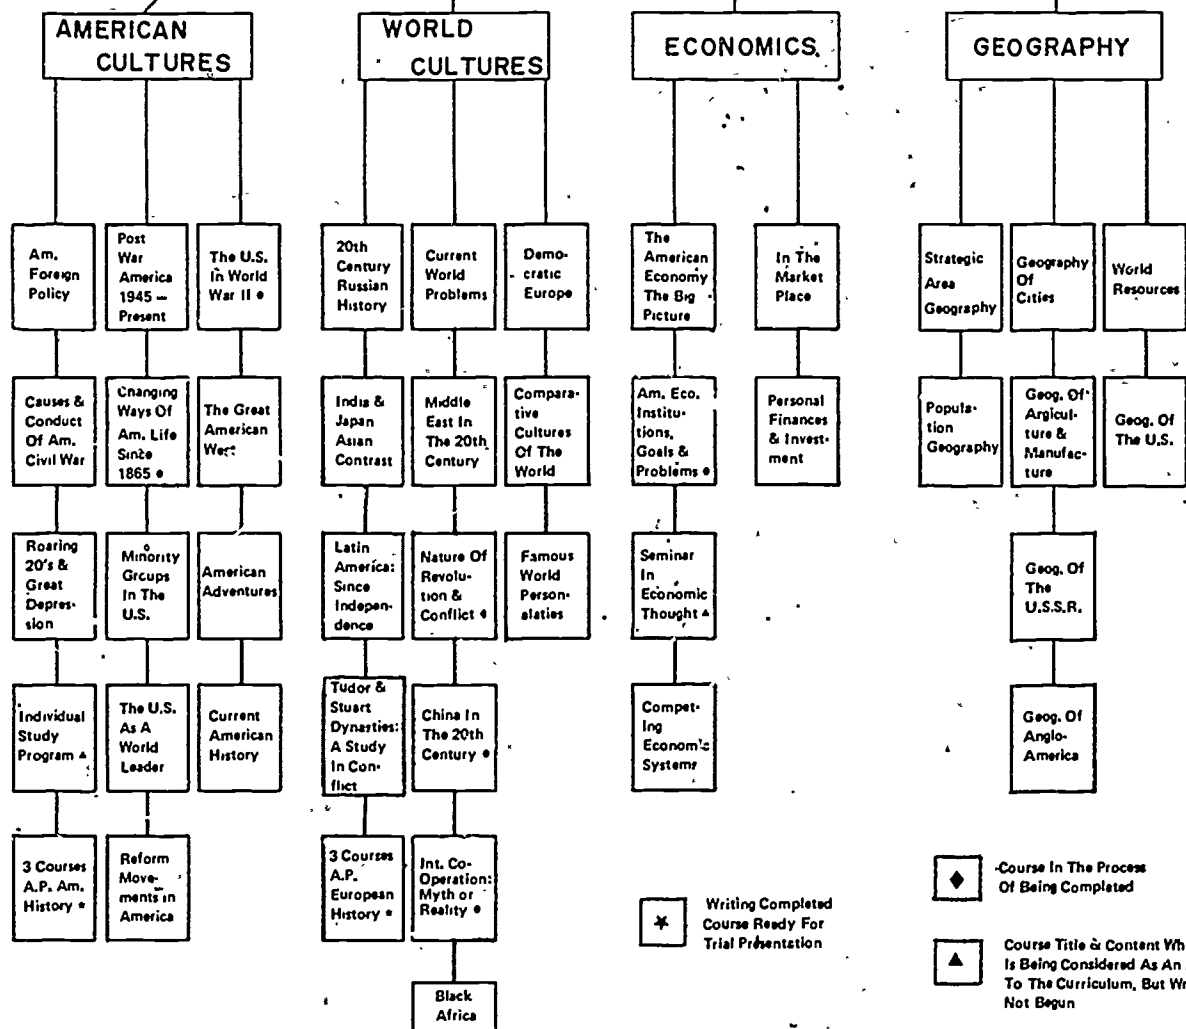 AMERICAN
CULTURES
WORLD
CULTURES
ECONOMICS
GEOGRAPHY
Am.
Foreign
Policy
Post
War
America
1945 –
Present
The U.S.
In World
War II ●
20th
Century
Russian
History
Current
World
Problems
Demo-
cratic
Europe
The
American
Economy
The Big
Picture
In The
Market
Place
Strategic
Area
Geography
Geography
Of
Cities
World
Resources
Causes &
Conduct
Of Am.
Civil War
Changing
Ways Of
Am. Life
Since
1865 ●
The Great
American
West
India &
Japan
Asian
Contrast
Middle
East In
The 20th
Century
Compara-
tive
Cultures
Of The
World
Am. Eco.
Institu-
tions,
Goals &
Problems ●
Personal
Finances
& Invest-
ment
Popula-
tion
Geography
Geog. Of
Argicul-
ture &
Manufac-
ture
Geog. Of
The U.S.
Roaring
20's &
Great
Depres-
sion
Minority
Groups
In The
U.S.
American
Adventures
Latin
America:
Since
Indepen-
dence
Nature Of
Revolu-
tion &
Conflict ♦
Famous
World
Person-
alaties
Seminar
In
Economic
Thought ▲
Geog. Of
The
U.S.S.R.
Individual
Study
Program ▲
The U.S.
As A
World
Leader
Current
American
History
Tudor &
Stuart
Dynasties:
A Study
In Con-
flict
China In
The 20th
Century ●
Compet-
ing
Economic
Systems
Geog. Of
Anglo-
America
3 Courses
A.P. Am.
History *
Reform
Move-
ments in
America
3 Courses
A.P.
European
History *
Int. Co-
Operation:
Myth or
Reality ●
Black
Africa
★ Writing Completed
Course Ready For
Trial Presentation
♦ Course In The Process
Of Being Completed
▲ Course Title & Content Wh
Is Being Considered As An
To The Curriculum, But Wr
Not Begun